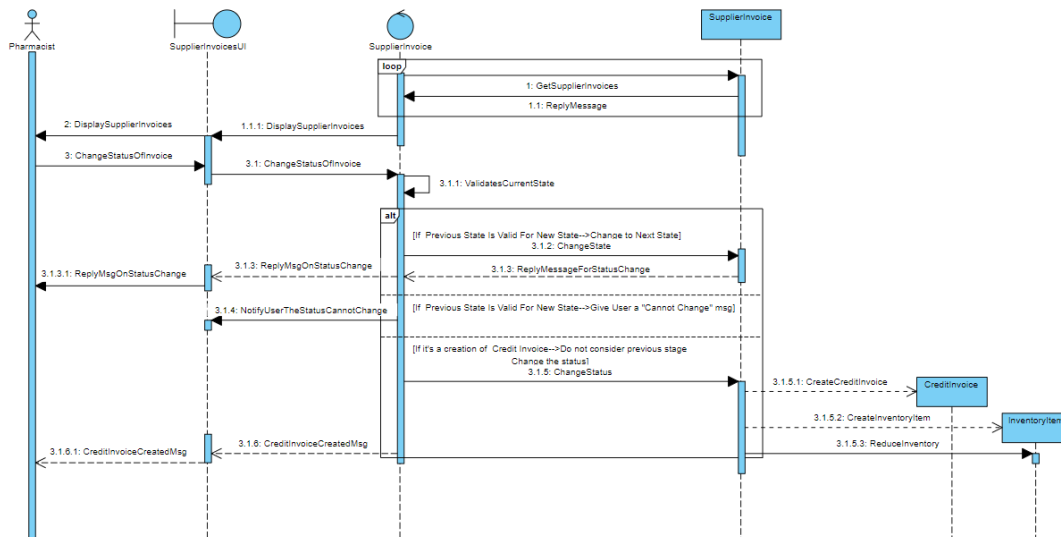 SupplierInvoice
Pharmacist
SupplierInvoicesUI
SupplierInvoice
loop
1: GetSupplierInvoices
1.1: ReplyMessage
2: DisplaySupplierInvoices
1.1.1: DisplaySupplierInvoices
3: ChangeStatusOfInvoice
3.1: ChangeStatusOfInvoice
3.1.1: ValidatesCurrentState
alt
[If Previous State Is Valid For New State-->Change to Next State]
3.1.2: ChangeState
3.1.3: ReplyMessageForStatusChange
3.1.3: ReplyMsgOnStatusChange
3.1.3.1: ReplyMsgOnStatusChange
[If Previous State Is Valid For New State-->Give User a "Cannot Change" msg]
3.1.4: NotifyUserTheStatusCannotChange
[If it's a creation of Credit Invoice-->Do not consider previous stage
Change the status]
3.1.5: ChangeStatus
3.1.5.1: CreateCreditInvoice
CreditInvoice
3.1.5.2: CreateInventoryItem
InventoryItem
3.1.5.3: ReduceInventory
3.1.6: CreditInvoiceCreatedMsg
3.1.6.1: CreditInvoiceCreatedMsg